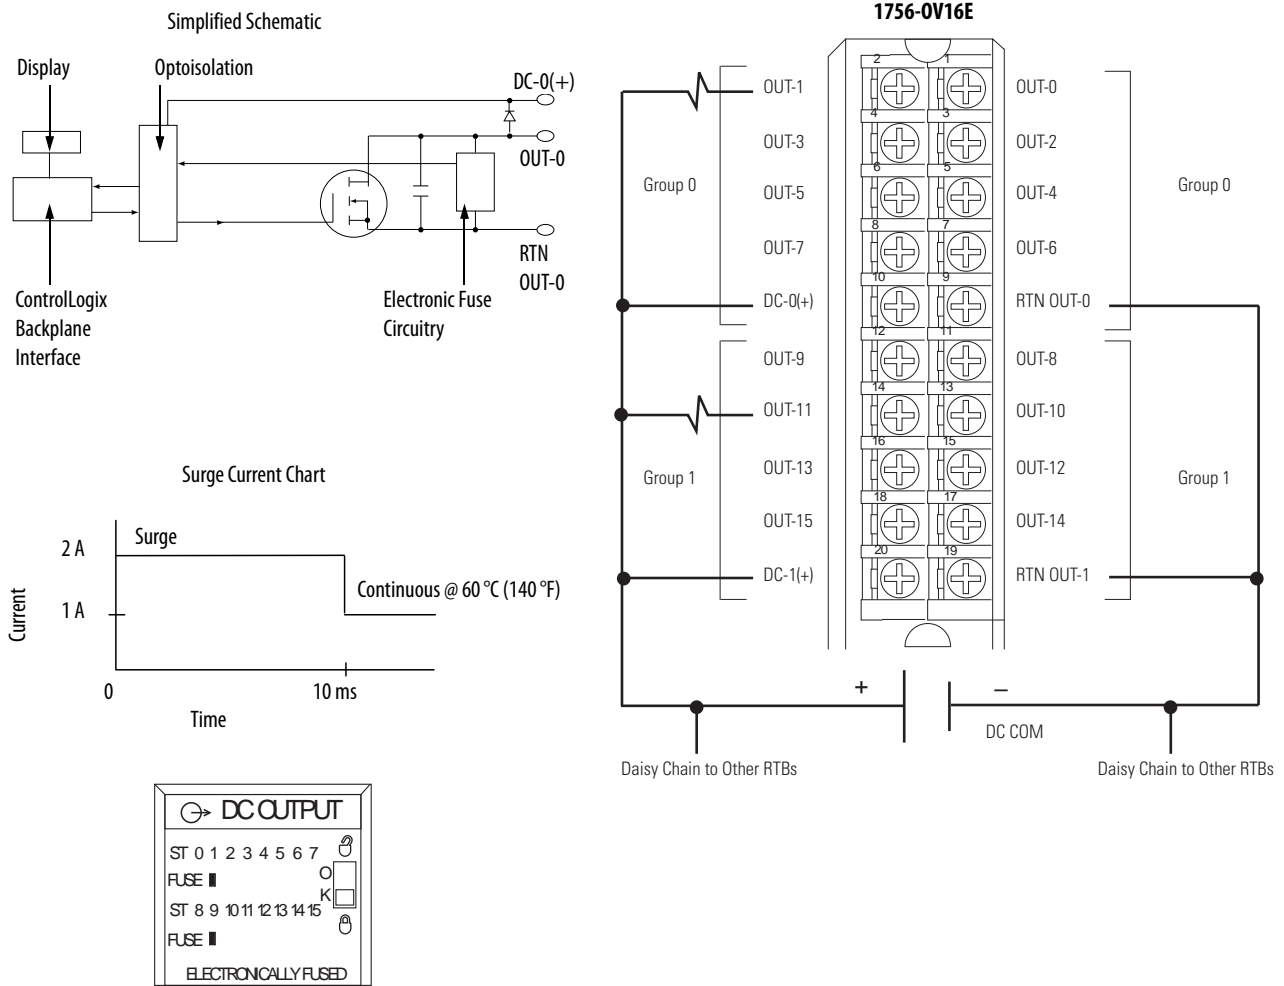 Simplified Schematic
Display
Optoisolation
DC-0(+)
OUT-0
RTN
OUT-0
ControlLogix
Backplane
Interface
Electronic Fuse
Circuitry
Surge Current Chart
Current
2 A
Surge
Continuous @ 60 °C (140 °F)
1 A
0
10 ms
Time
DC OUTPUT
ST 0 1 2 3 4 5 6 7
FUSE
O
K
ST 8 9 10 11 12 13 14 15
FUSE
ELECTRONICALLY FUSED
1756-OV16E
OUT-1
2
1
OUT-0
OUT-3
4
3
OUT-2
Group 0
OUT-5
6
5
OUT-4
Group 0
OUT-7
8
7
OUT-6
DC-0(+)
10
9
RTN OUT-0
OUT-9
12
11
OUT-8
OUT-11
14
13
OUT-10
Group 1
OUT-13
16
15
OUT-12
Group 1
OUT-15
18
17
OUT-14
DC-1(+)
20
19
RTN OUT-1
+
–
DC COM
Daisy Chain to Other RTBs
Daisy Chain to Other RTBs